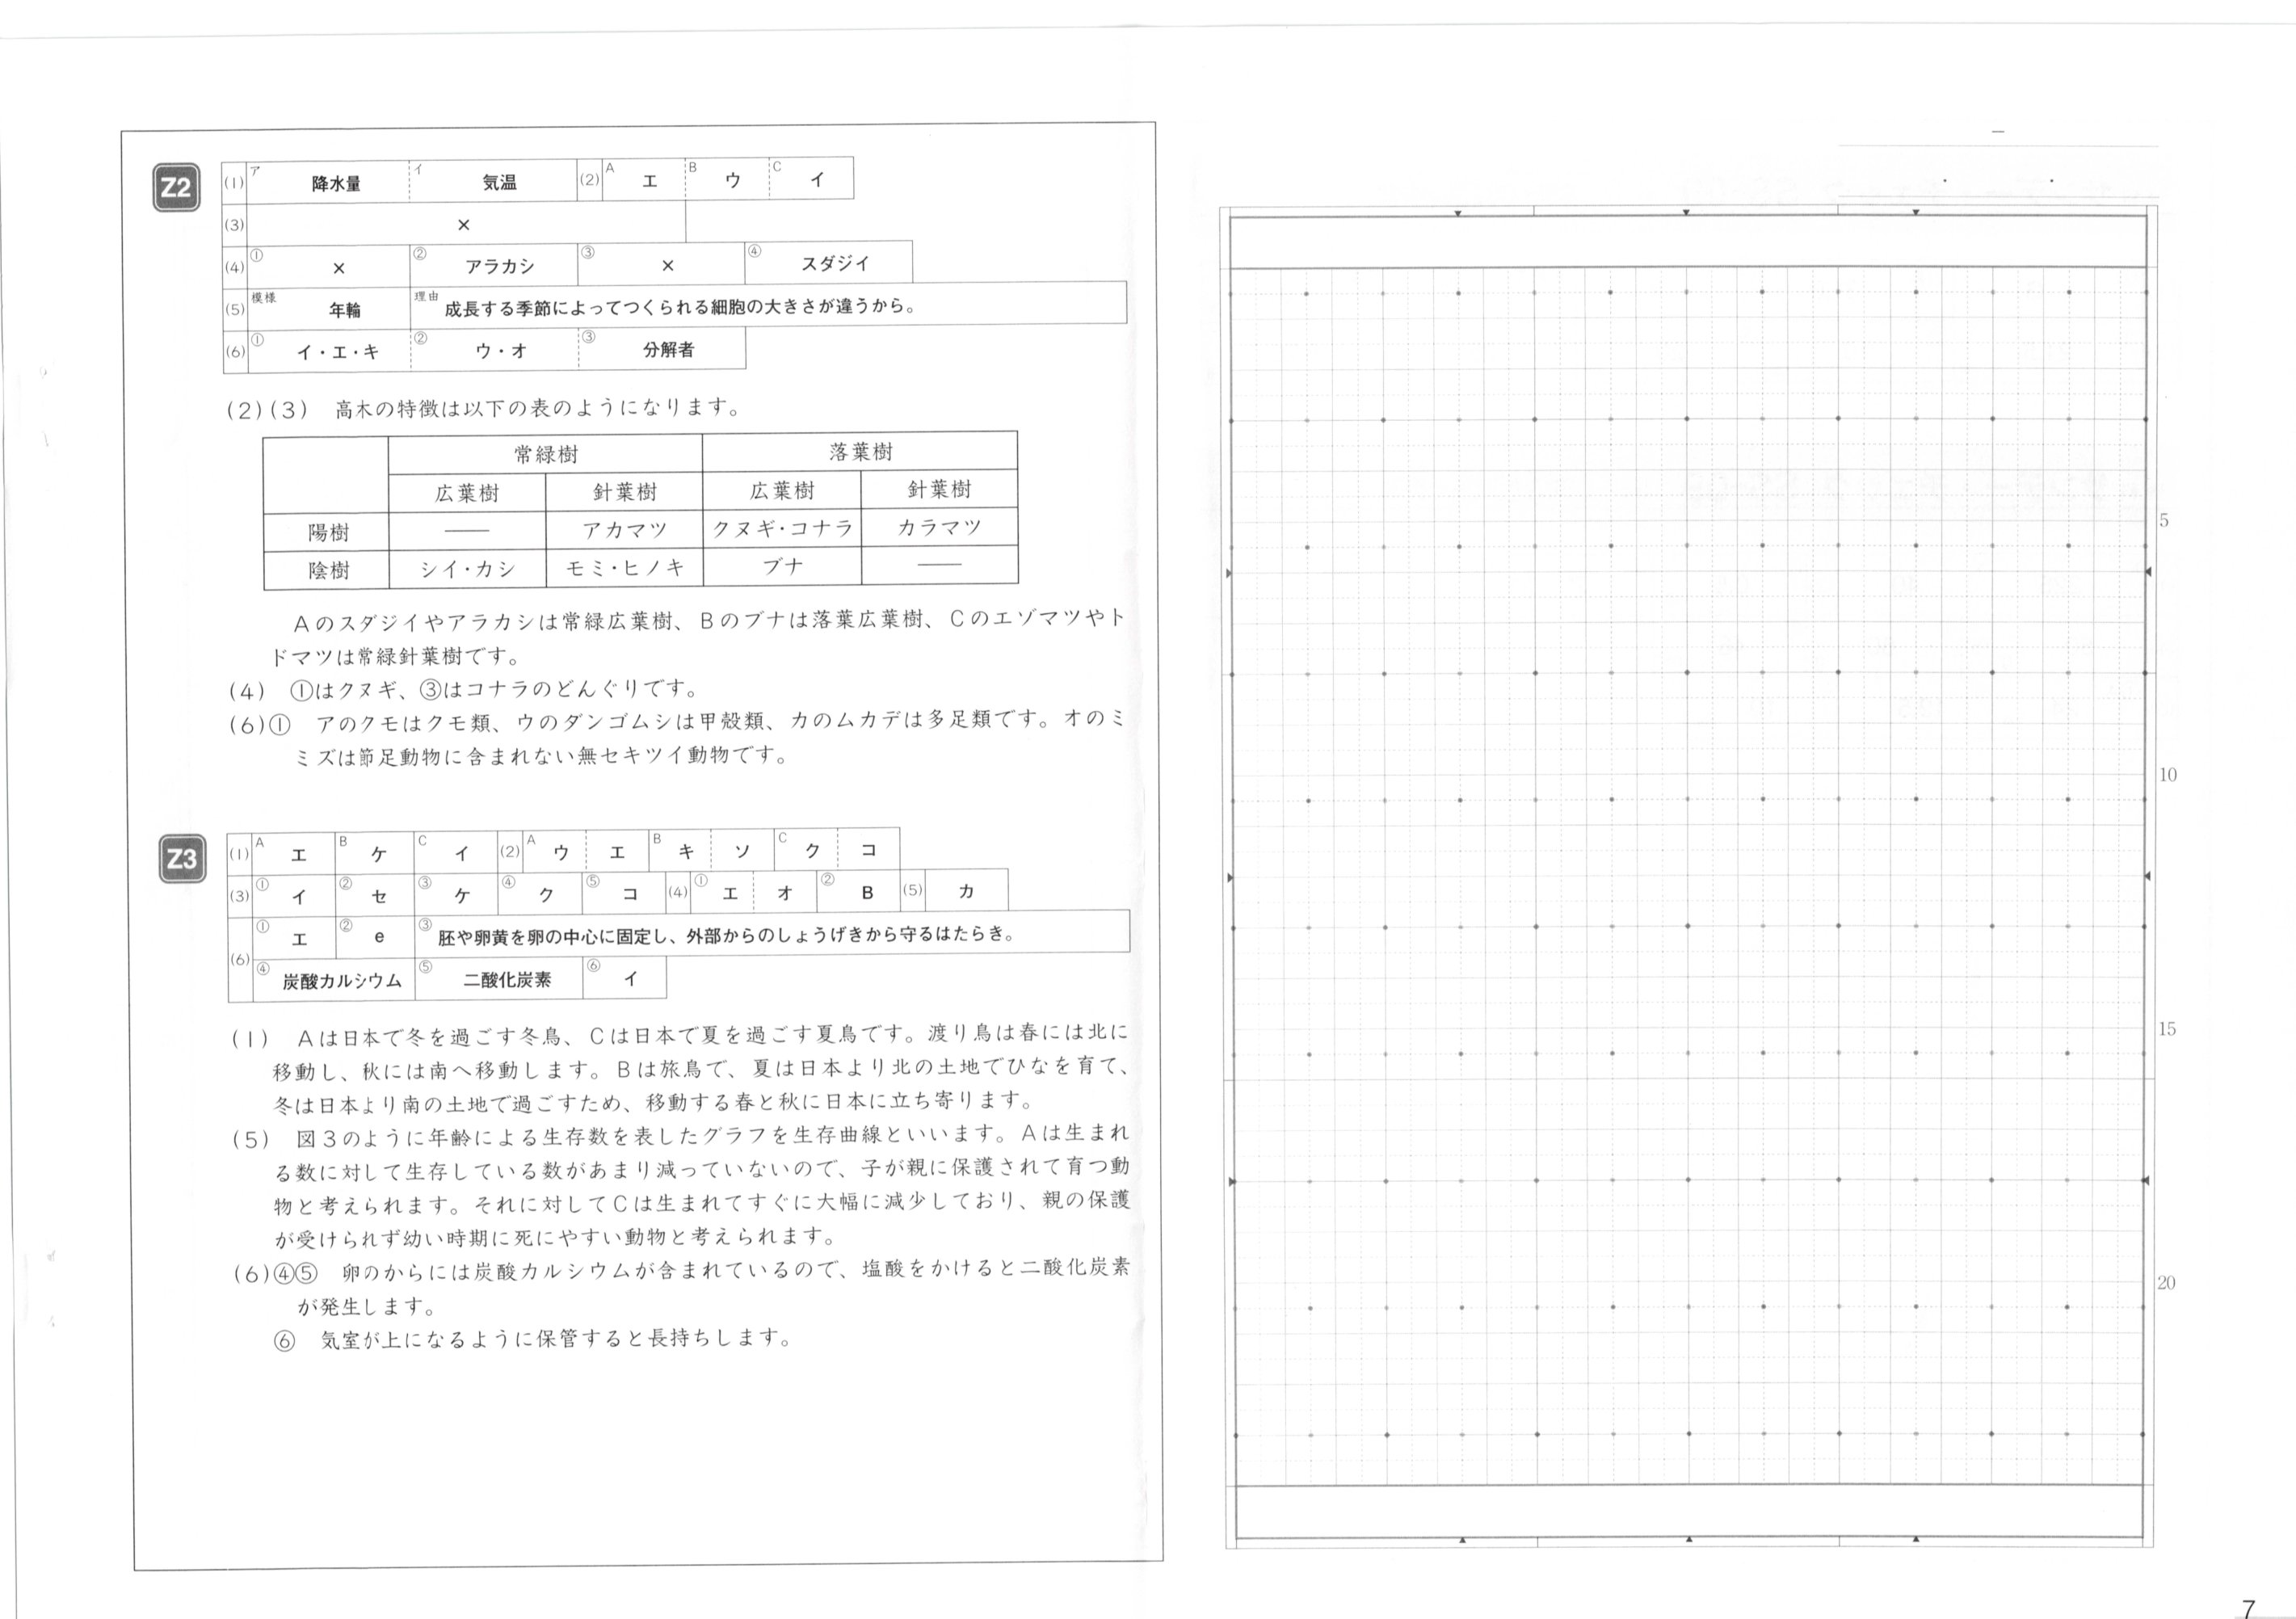 Z2
(1) ア 降水量 イ 気温 (2) A エ B ウ C イ
(3) ×
(4) ① × ② アラカシ ③ × ④ スダジイ
(5) 模様 年輪 理由 成長する季節によってつくられる細胞の大きさが違うから。
(6) ① イ・エ・キ ② ウ・オ ③ 分解者
(2)(3) 高木の特徴は以下の表のようになります。
常緑樹 落葉樹
広葉樹 針葉樹 広葉樹 針葉樹
陽樹 ── アカマツ クヌギ・コナラ カラマツ
陰樹 シイ・カシ モミ・ヒノキ ブナ ──
Aのスダジイやアラカシは常緑広葉樹、Bのブナは落葉広葉樹、Cのエゾマツやト
ドマツは常緑針葉樹です。
(4) ①はクヌギ、③はコナラのどんぐりです。
(6)① アのクモはクモ類、ウのダンゴムシは甲殻類、カのムカデは多足類です。オのミ
ミズは節足動物に含まれない無セキツイ動物です。
Z3
(1) A エ B ケ C イ (2) A ウ エ B キ ソ C ク コ
(3) ① イ ② セ ③ ケ ④ ク ⑤ コ (4) ① エ オ ② B (5) カ
(6) ① エ ② e ③ 胚や卵黄を卵の中心に固定し、外部からのしょうげきから守るはたらき。
④ 炭酸カルシウム ⑤ 二酸化炭素 ⑥ イ
(1) Aは日本で冬を過ごす冬鳥、Cは日本で夏を過ごす夏鳥です。渡り鳥は春には北に
移動し、秋には南へ移動します。Bは旅鳥で、夏は日本より北の土地でひなを育て、
冬は日本より南の土地で過ごすため、移動する春と秋に日本に立ち寄ります。
(5) 図3のように年齢による生存数を表したグラフを生存曲線といいます。Aは生まれ
る数に対して生存している数があまり減っていないので、子が親に保護されて育つ動
物と考えられます。それに対してCは生まれてすぐに大幅に減少しており、親の保護
が受けられず幼い時期に死にやすい動物と考えられます。
(6)④⑤ 卵のからには炭酸カルシウムが含まれているので、塩酸をかけると二酸化炭素
が発生します。
⑥ 気室が上になるように保管すると長持ちします。
5
10
15
20
7